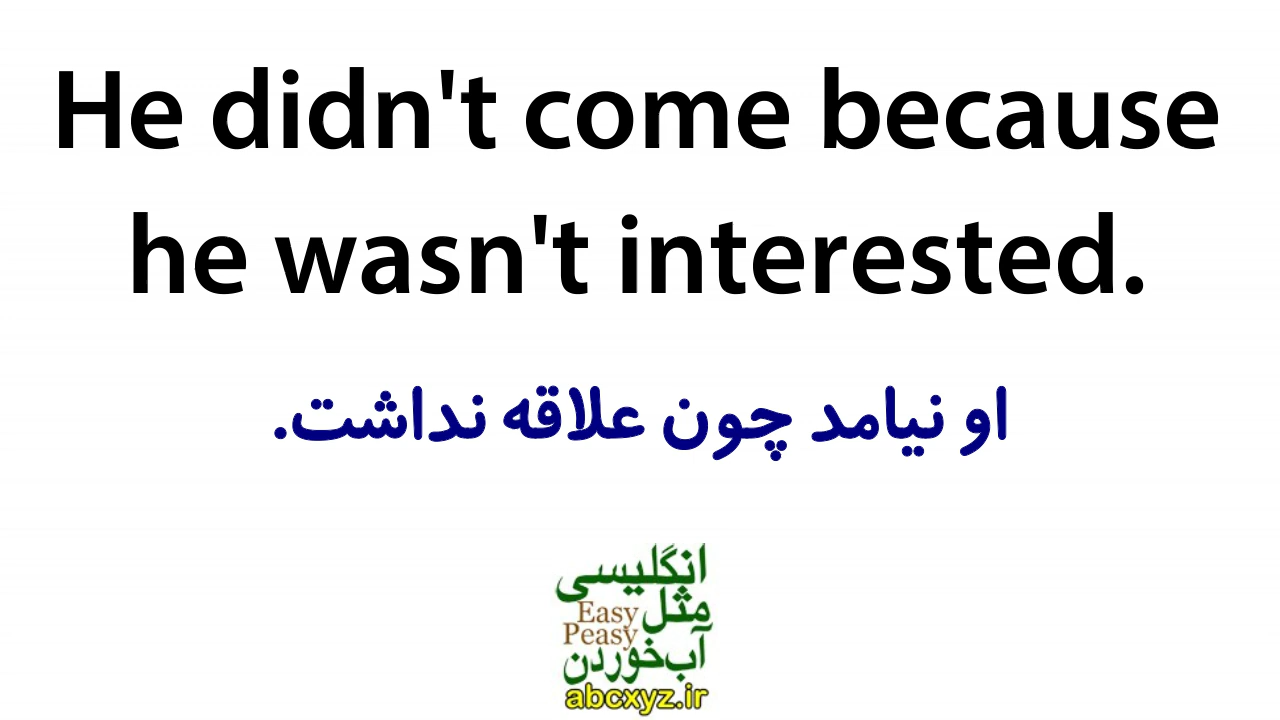 He didn't come because
he wasn't interested.
او نیامد چون علاقه نداشت.
انگلیسی
مثل
Easy
Peasy
آب‌خوردن
abcxyz.ir